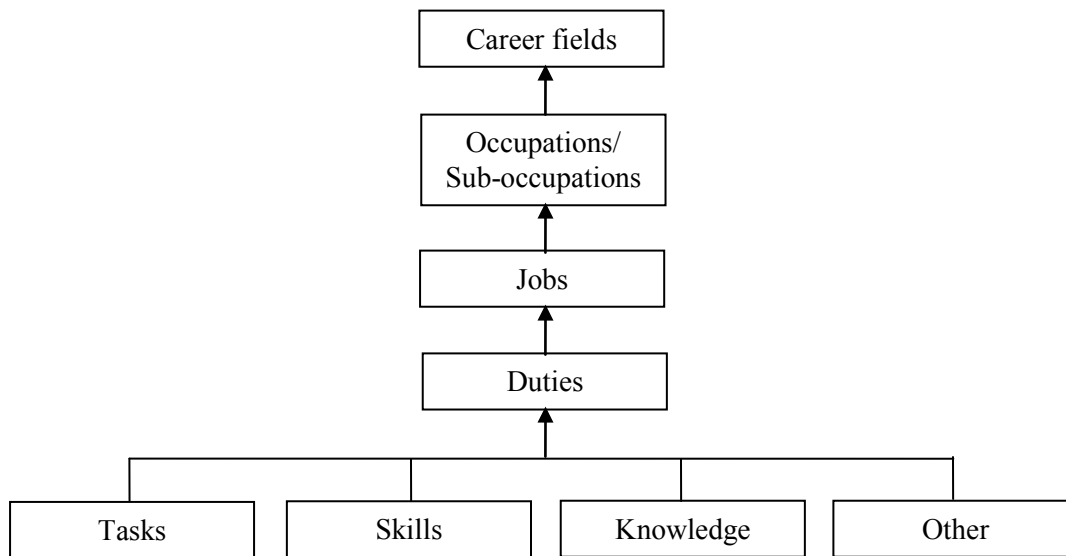 Career fields
Occupations/
Sub-occupations
Jobs
Duties
Tasks
Skills
Knowledge
Other